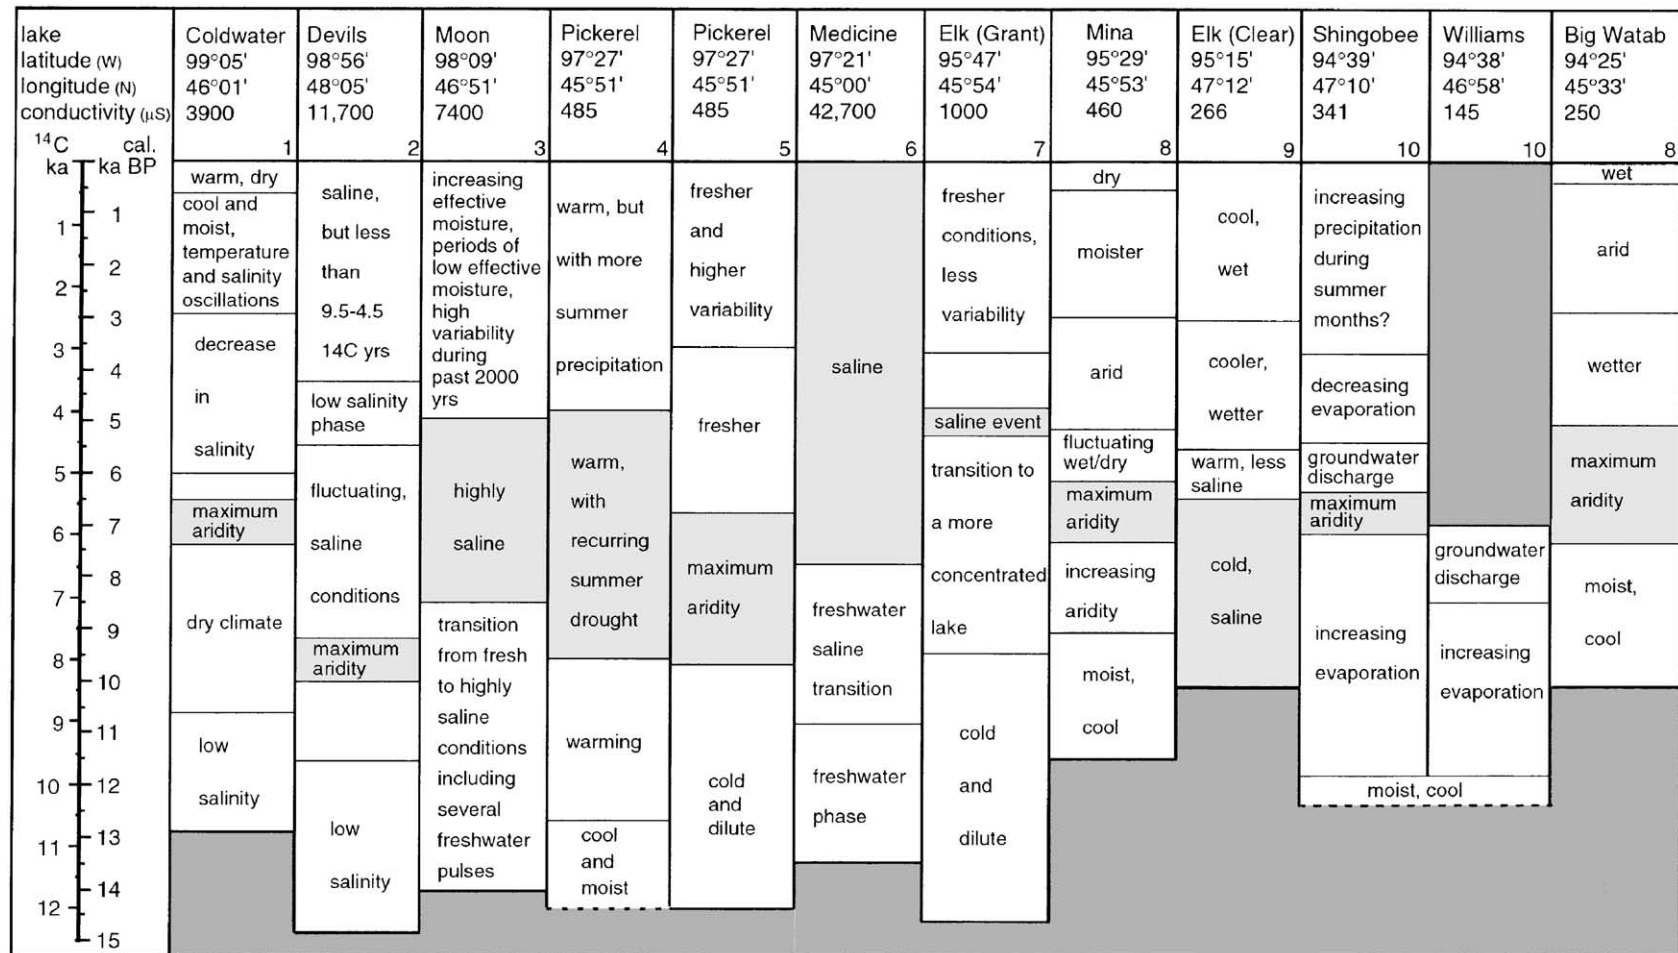 lake Coldwater Devils Moon Pickerel Pickerel Medicine Elk (Grant) Mina Elk (Clear) Shingobee Williams Big Watab
latitude (W) 99°05' 98°56' 98°09' 97°27' 97°27' 97°21' 95°47' 95°29' 95°15' 94°39' 94°38' 94°25'
longitude (N) 46°01' 48°05' 46°51' 45°51' 45°51' 45°00' 45°54' 45°53' 47°12' 47°10' 46°58' 45°33'
conductivity (µS) 3900 11,700 7400 485 485 42,700 1000 460 266 341 145 250
14C cal. 1 2 3 4 5 6 7 8 9 10 10 8
ka ka BP
1
2
3
4
5
6
7
8
9
10
11
12
1
2
3
4
5
6
7
8
9
10
11
12
13
14
15
warm, dry
cool and
moist,
temperature
and salinity
oscillations
decrease
in
salinity
maximum
aridity
dry climate
low
salinity
saline,
but less
than
9.5-4.5
14C yrs
low salinity
phase
fluctuating,
saline
conditions
maximum
aridity
low
salinity
increasing
effective
moisture,
periods of
low effective
moisture,
high
variability
during
past 2000
yrs
highly
saline
transition
from fresh
to highly
saline
conditions
including
several
freshwater
pulses
warm, but
with more
summer
precipitation
warm,
with
recurring
summer
drought
warming
cool
and
moist
fresher
and
higher
variability
fresher
maximum
aridity
cold
and
dilute
saline
freshwater
saline
transition
freshwater
phase
fresher
conditions,
less
variability
saline event
transition to
a more
concentrated
lake
cold
and
dilute
dry
moister
arid
fluctuating
wet/dry
maximum
aridity
increasing
aridity
moist,
cool
cool,
wet
cooler,
wetter
warm, less
saline
cold,
saline
increasing
precipitation
during
summer
months?
decreasing
evaporation
groundwater
discharge
maximum
aridity
increasing
evaporation
groundwater
discharge
increasing
evaporation
moist, cool
wet
arid
wetter
maximum
aridity
moist,
cool